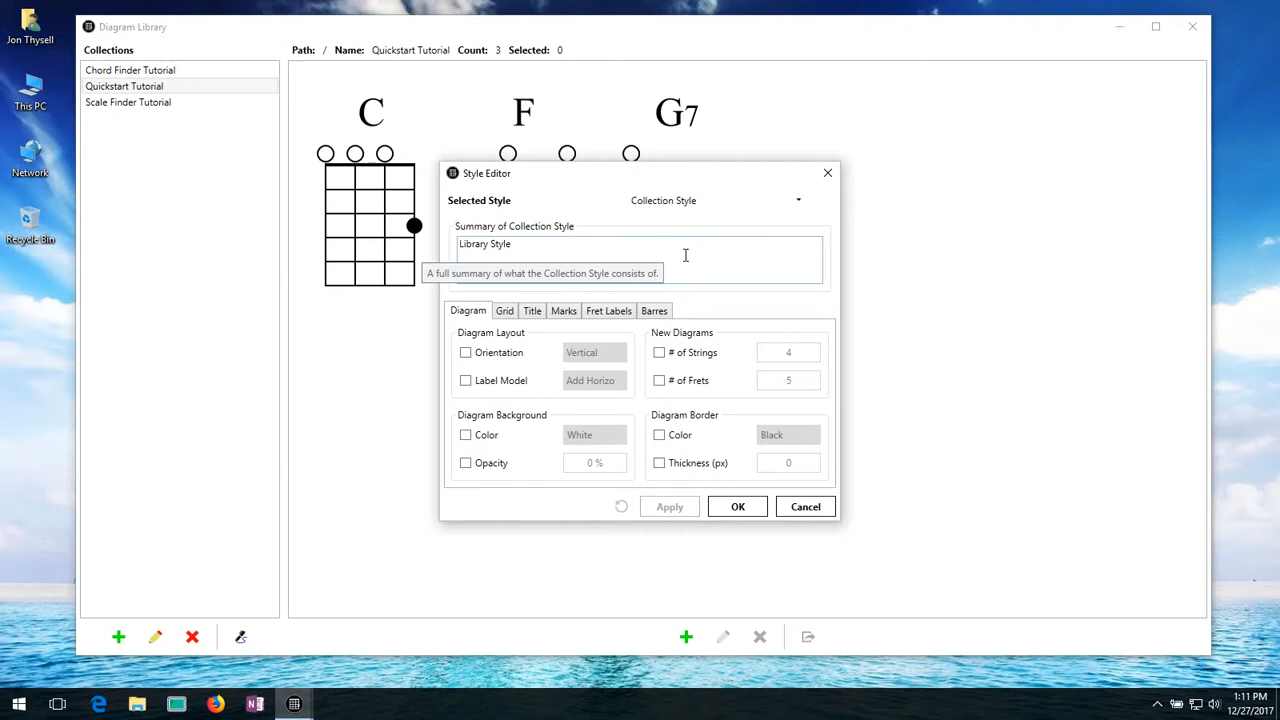 Jon Thysell
This PC
Network
Recycle Bin
Diagram Library
Collections
Chord Finder Tutorial
Quickstart Tutorial
Scale Finder Tutorial
Path: / Name: Quickstart Tutorial Count: 3 Selected: 0
C F G7
Style Editor
Selected Style Collection Style
Summary of Collection Style
Library Style
A full summary of what the Collection Style consists of.
Diagram Grid Title Marks Fret Labels Barres
Diagram Layout
Orientation Vertical
Label Model Add Horizo
New Diagrams
# of Strings 4
# of Frets 5
Diagram Background
Color White
Opacity 0 %
Diagram Border
Color Black
Thickness (px) 0
Apply OK Cancel
1:11 PM
12/27/2017